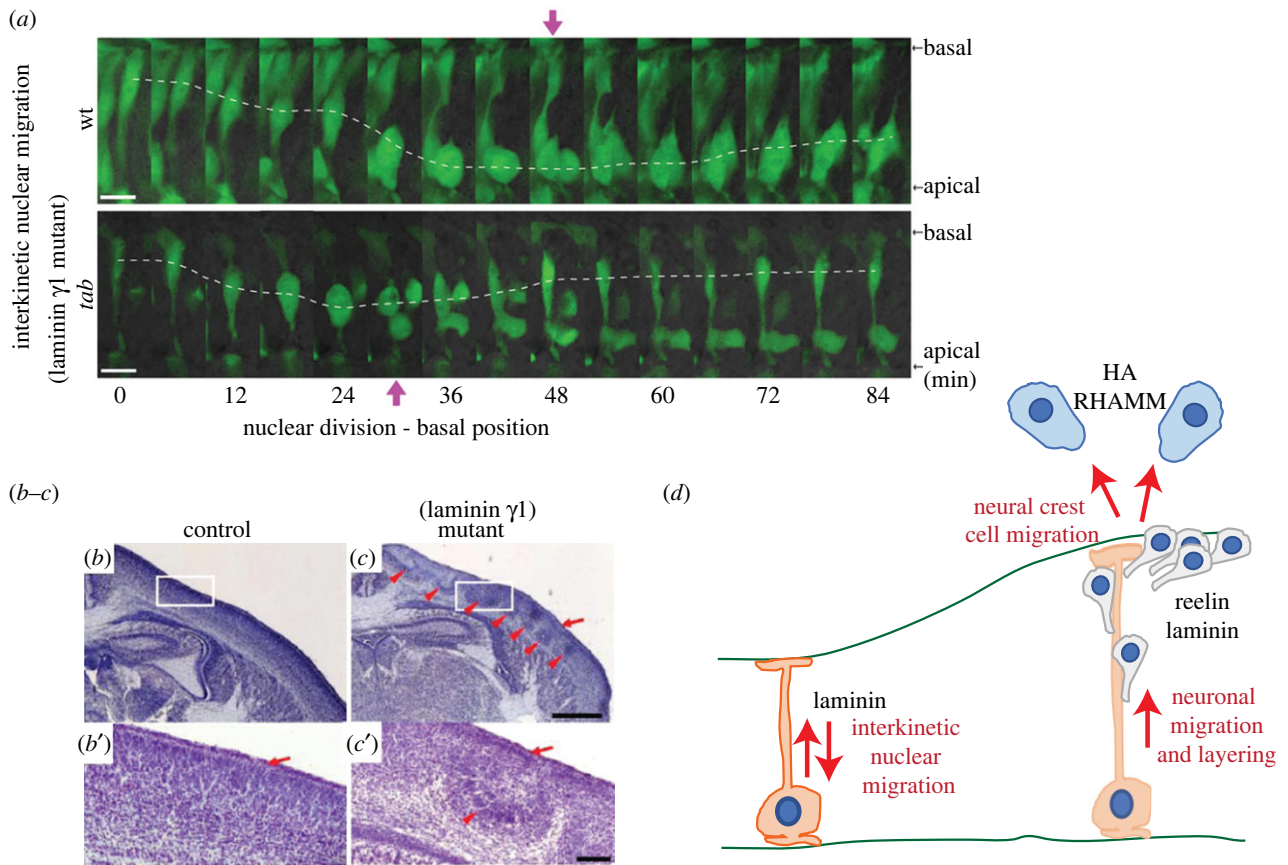 (a)
interkinetic nuclear migration
(laminin γ1 mutant)
wt
tab
←basal
←apical
←basal
apical←
(min)
0 12 24 36 48 60 72 84
nuclear division - basal position
(b–c)
control
(laminin γ1)
mutant
(b)
(c)
(b′)
(c′)
(d)
HA
RHAMM
neural crest
cell migration
reelin
laminin
laminin
interkinetic
nuclear
migration
neuronal
migration
and layering